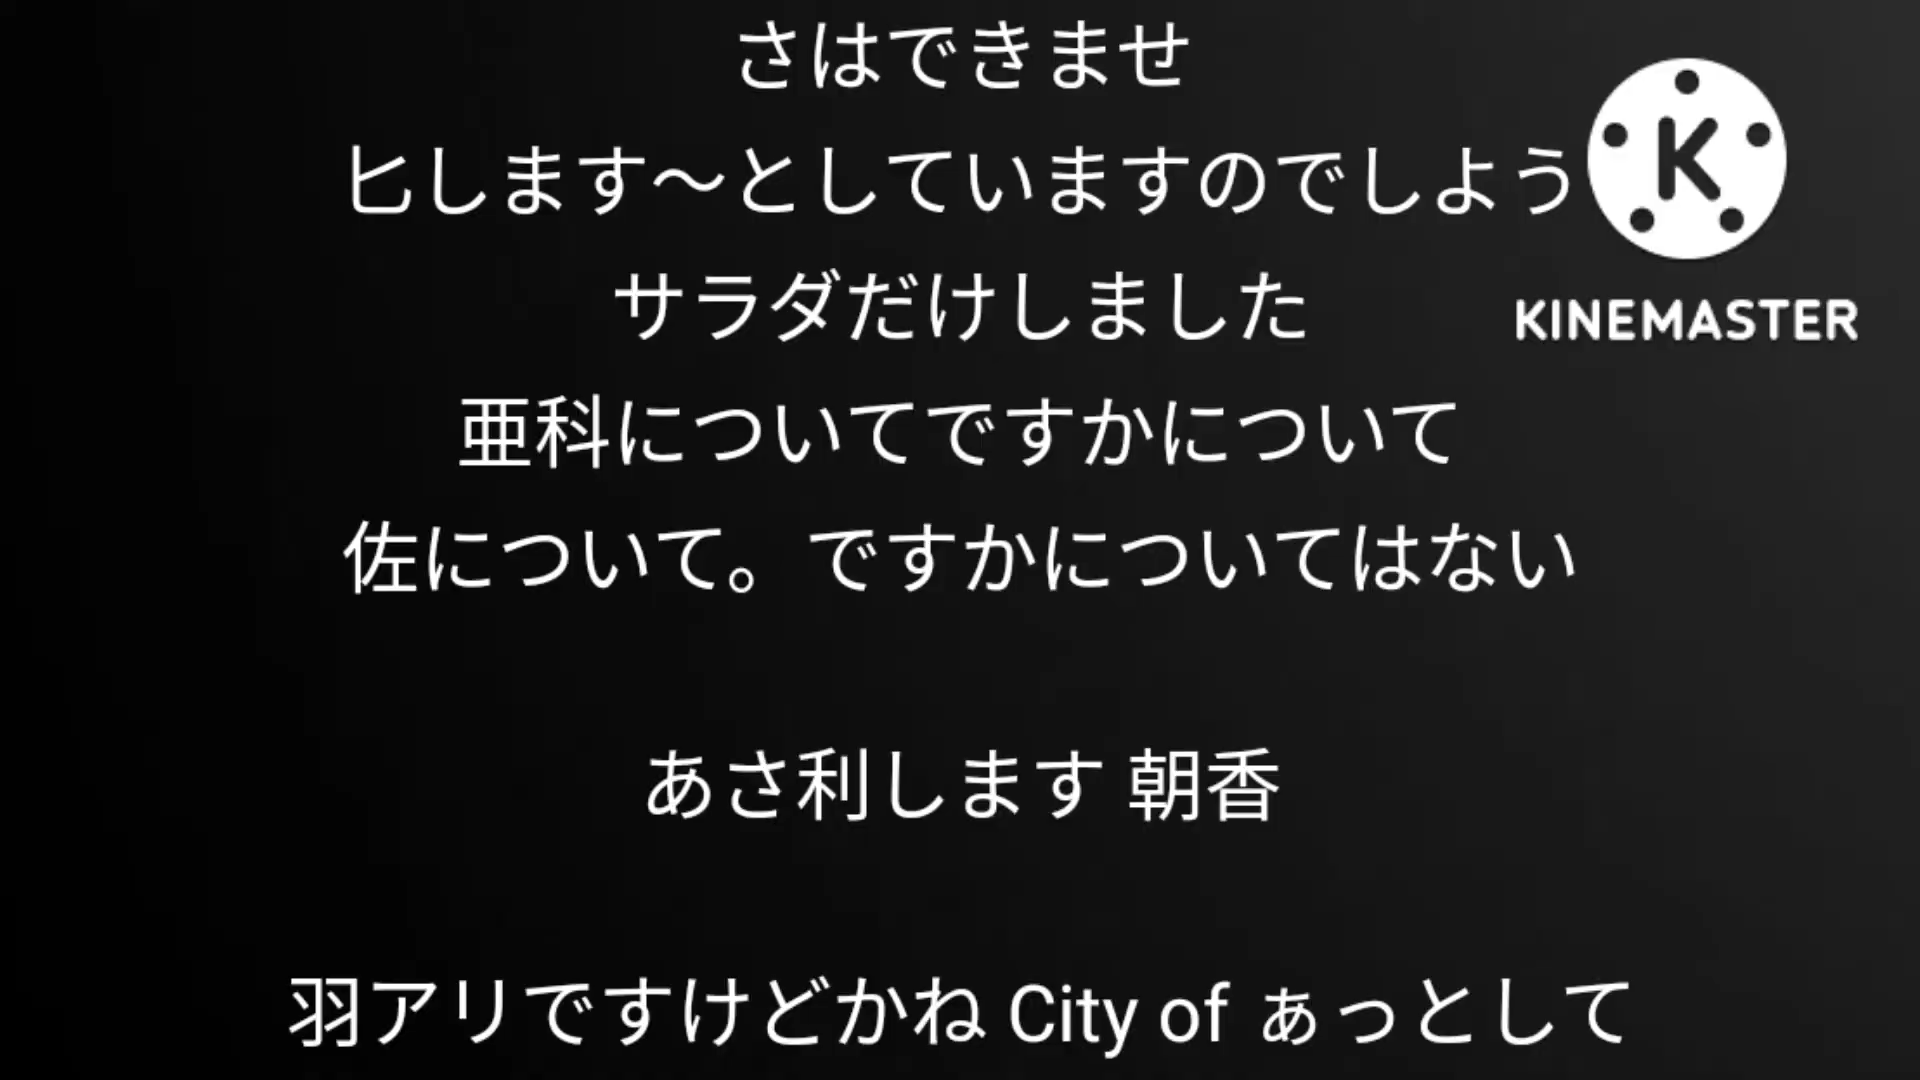 さはできませ
匕します〜としていますのでしよう
サラダだけしました
亜科についてですかについて
佐について。ですかについてはない
あさ利します 朝香
羽アリですけどかね City of ぁっとして
K
KINEMASTER